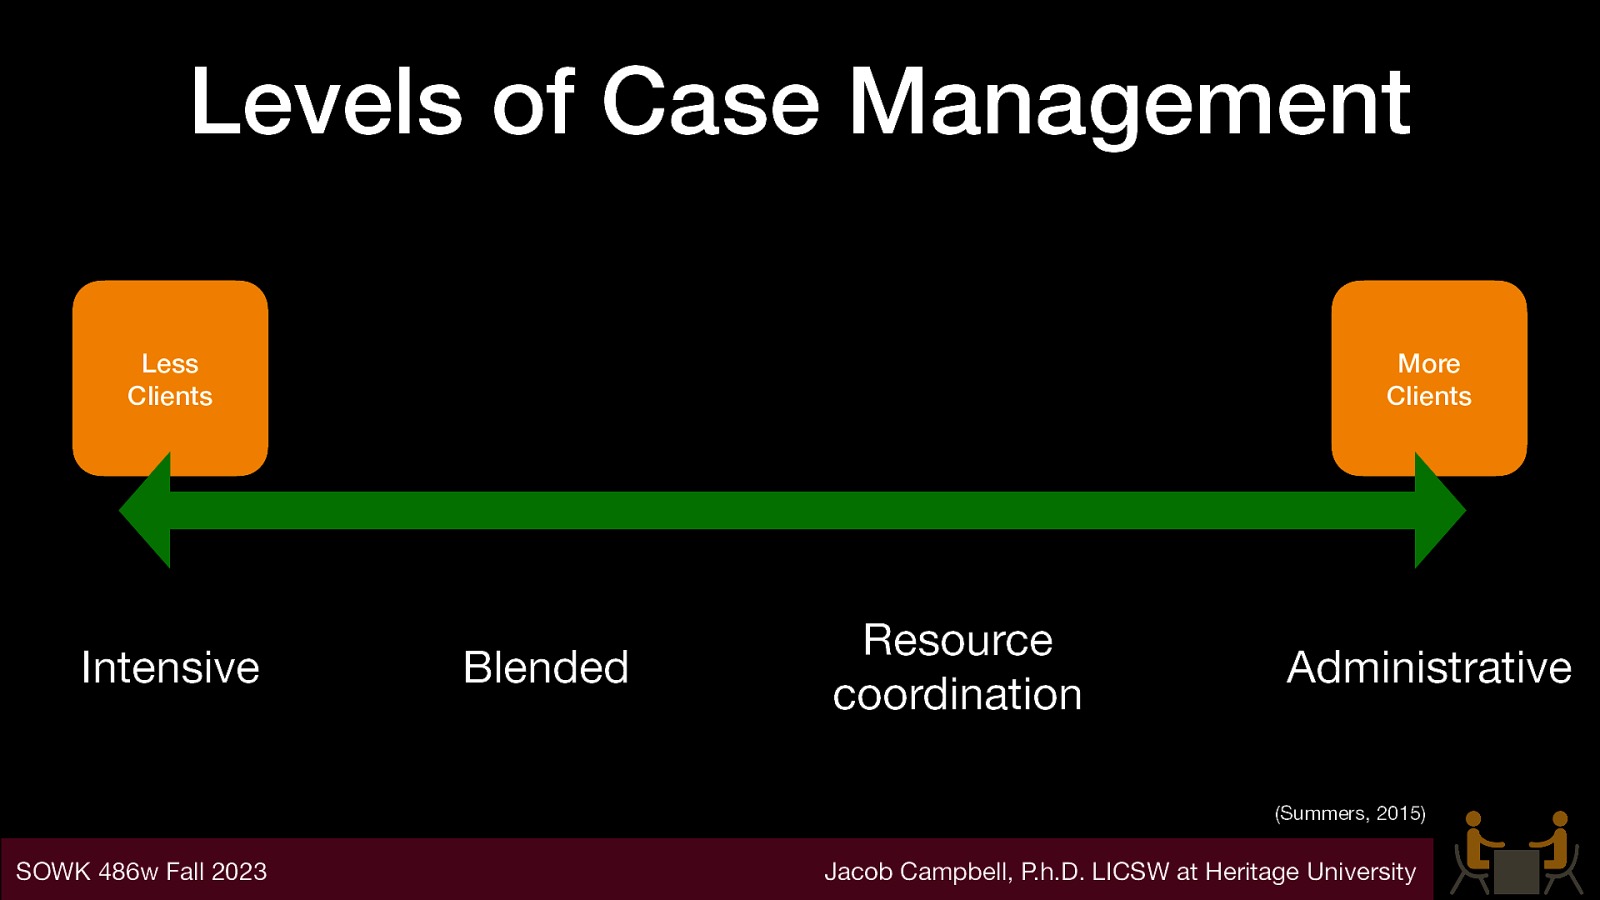 Levels of Case Management
Less
Clients
More
Clients
Intensive
Blended
Resource
coordination
Administrative
(Summers, 2015)
SOWK 486w Fall 2023
Jacob Campbell, P.h.D. LICSW at Heritage University